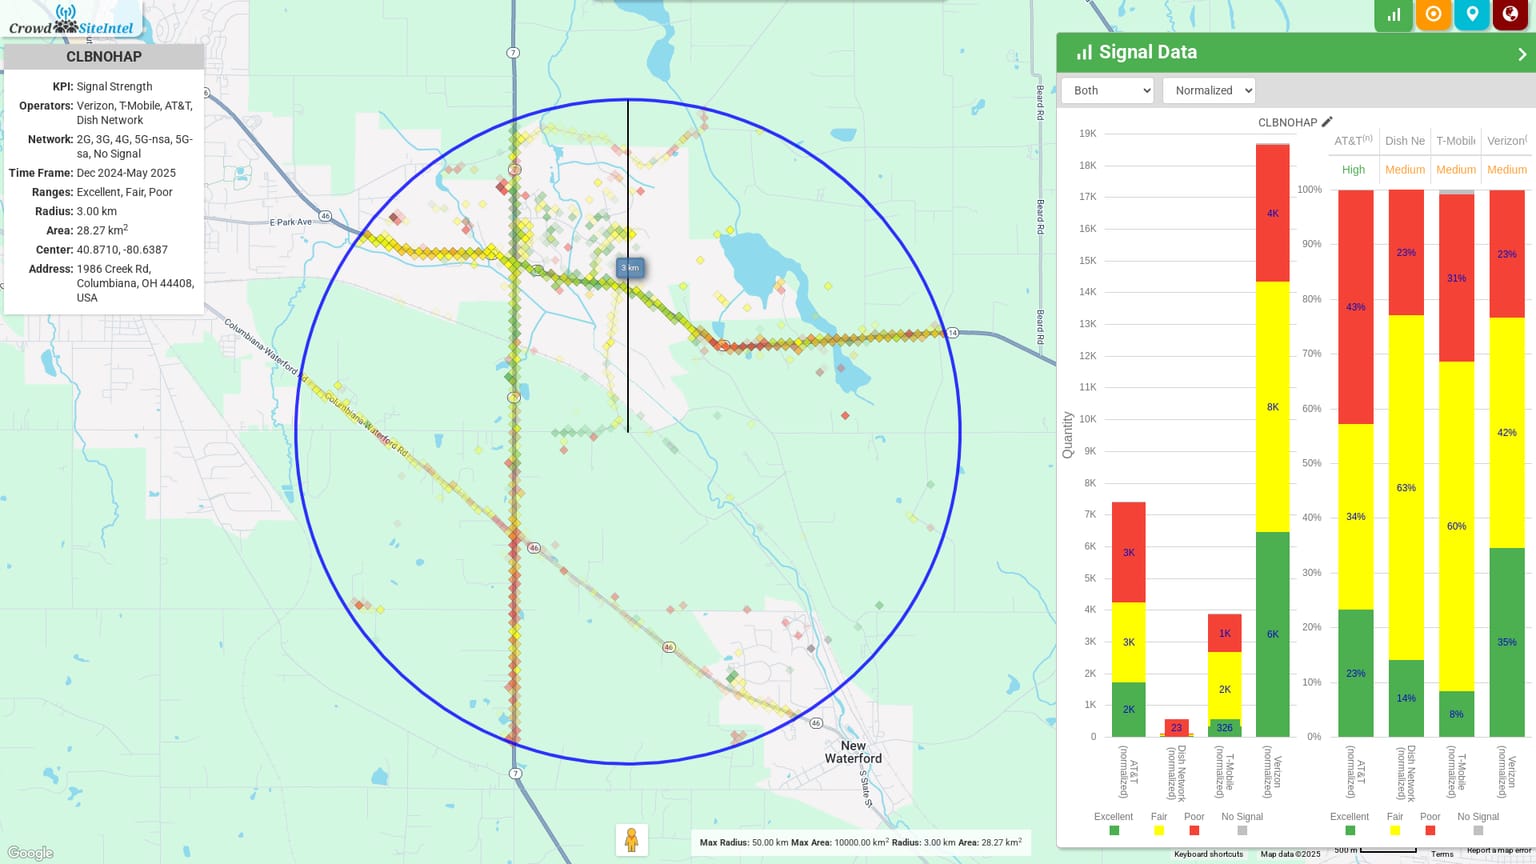 CrowdSiteIntel
CLBNOHAP
KPI: Signal Strength
Operators: Verizon, T-Mobile, AT&T,
Dish Network
Network: 2G, 3G, 4G, 5G-nsa, 5G-
sa, No Signal
Time Frame: Dec 2024-May 2025
Ranges: Excellent, Fair, Poor
Radius: 3.00 km
Area: 28.27 km2
Center: 40.8710, -80.6387
Address: 1986 Creek Rd,
Columbiana, OH 44408,
USA
7
46
E Park Ave
Columbiana-Waterford Rd
Columbiana-Waterford Rd
3 km
14
46
46
46
7
New
Waterford
S State St
Beard Rd
Beard Rd
Beard Rd
Google
Max Radius: 50.00 km Max Area: 10000.00 km2 Radius: 3.00 km Area: 28.27 km2
Signal Data
Both
Normalized
CLBNOHAP
Quantity
19K
18K
17K
16K
15K
14K
13K
12K
11K
10K
9K
8K
7K
6K
5K
4K
3K
2K
1K
0
3K
3K
2K
23
1K
2K
326
4K
8K
6K
AT&T (normalized)
Dish Network (normalized)
T-Mobile (normalized)
Verizon (normalized)
Excellent Fair Poor No Signal
AT&T(n) Dish Ne T-Mobile Verizon(
High Medium Medium Medium
100%
90%
80%
70%
60%
50%
40%
30%
20%
10%
0%
43%
34%
23%
23%
63%
14%
31%
60%
8%
23%
42%
35%
AT&T (normalized)
Dish Network (normalized)
T-Mobile (normalized)
Verizon (normalized)
Excellent Fair Poor No Signal
Keyboard shortcuts Map data ©2025 500 m Terms Report a map error